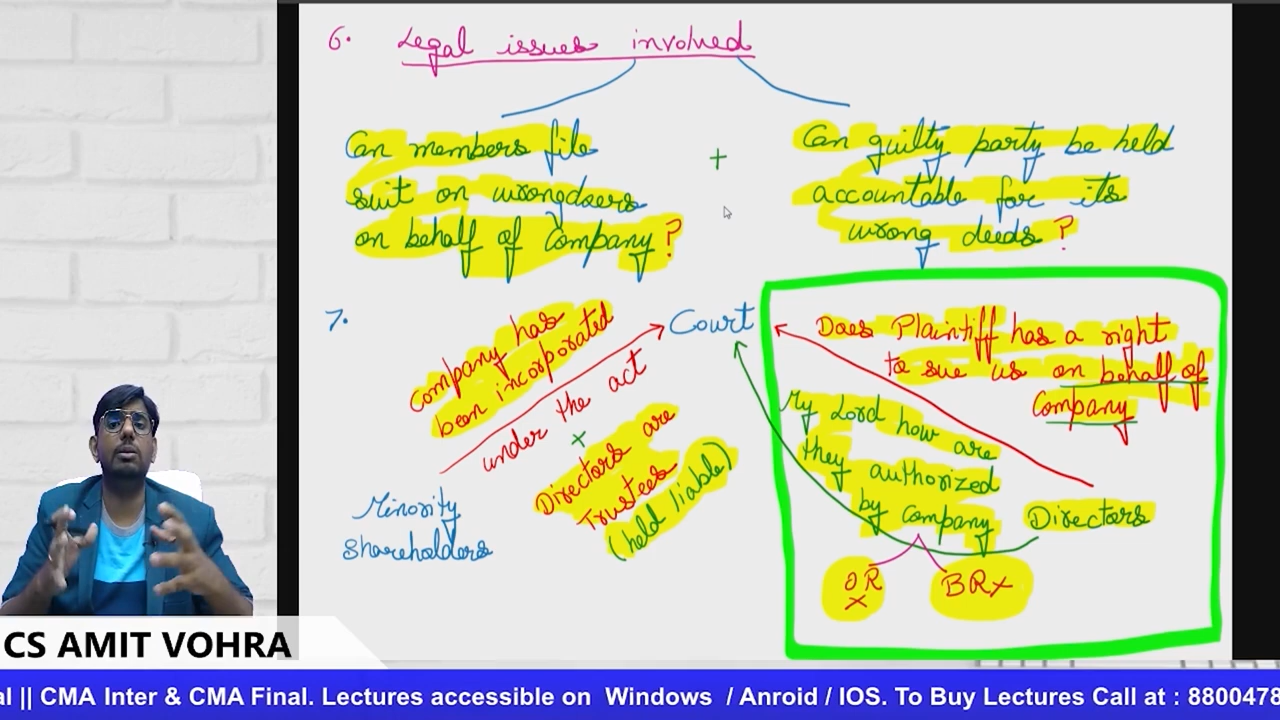 6. Legal issues involved
Can members file
suit on wrongdoers
on behalf of Company?
+
Can guilty party be held
accountable for its
wrong deeds?
7.
Company has
been incorporated
under the act
+
Directors are
Trustees
(held liable)
Minority
shareholders
Court
Does Plaintiff has a right
to sue us on behalf of
Company
My Lord how are
they authorized
by Company
Directors
OR
x
BRx
CS AMIT VOHRA
al || CMA Inter & CMA Final. Lectures accessible on Windows / Anroid / IOS. To Buy Lectures Call at : 8800478